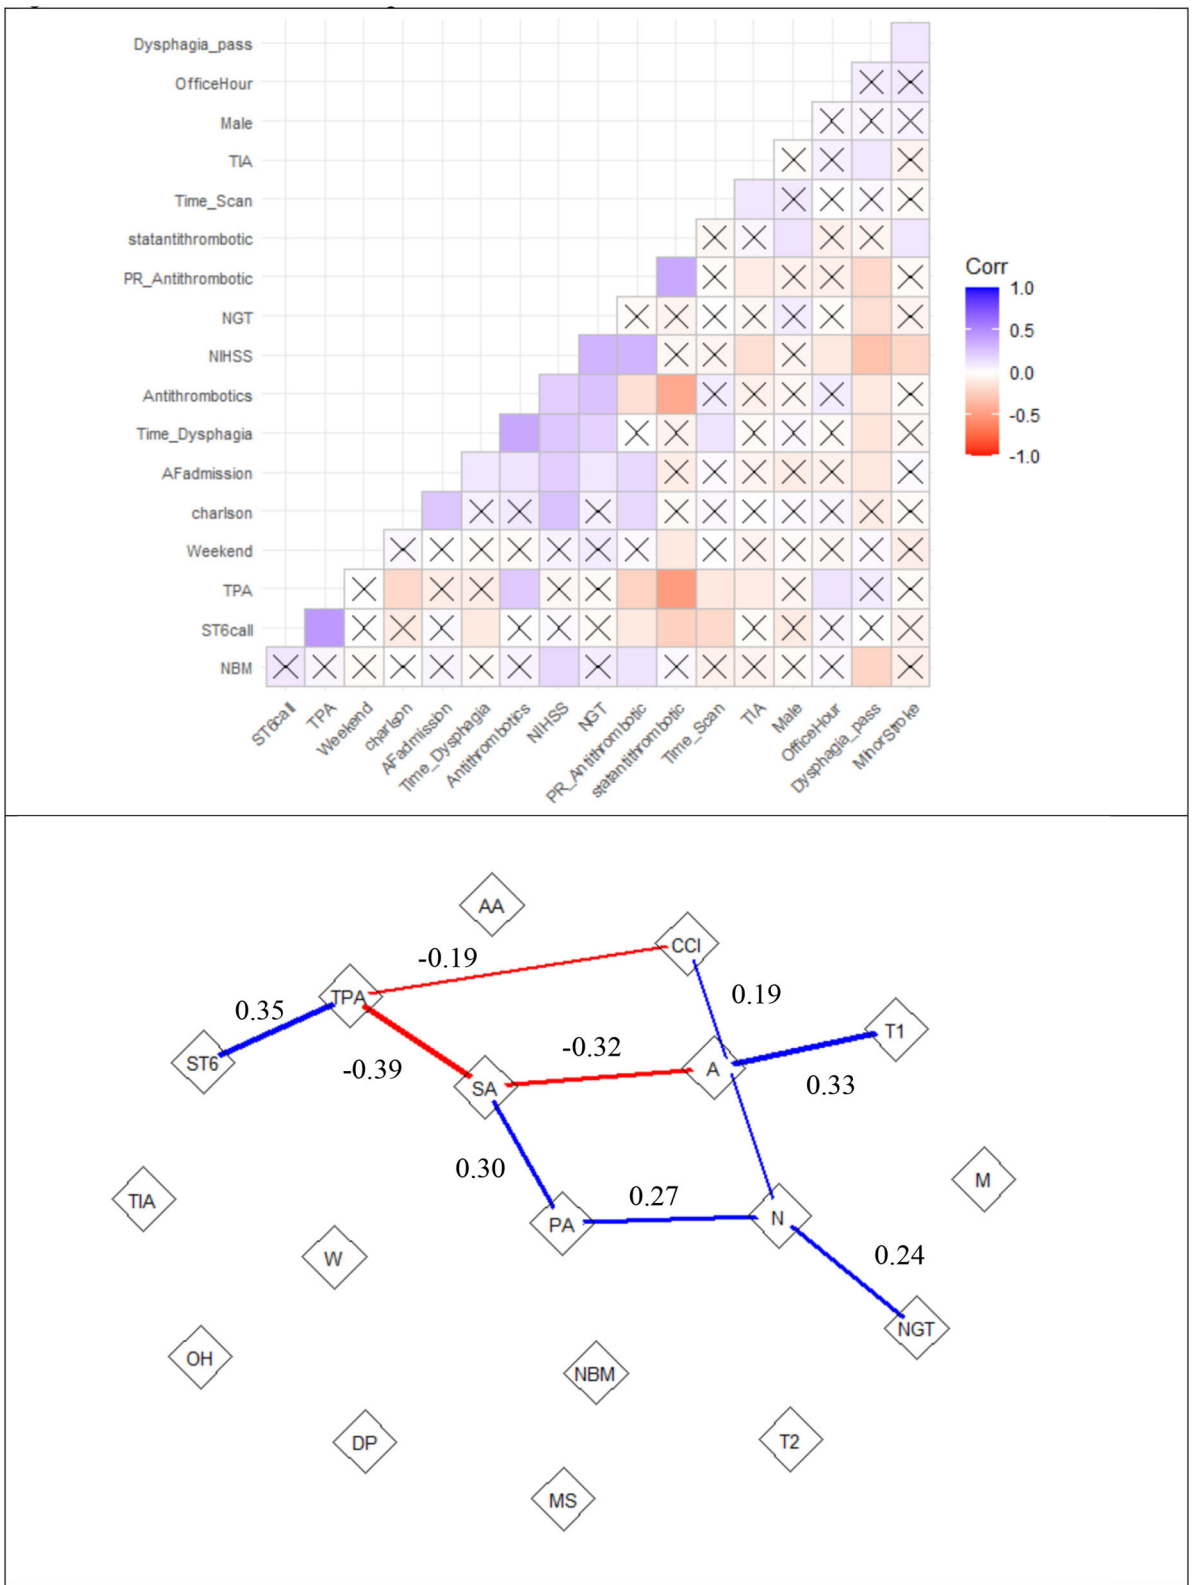 Dysphagia_pass
OfficeHour
Male
TIA
Time_Scan
statantithrombotic
PR_Antithrombotic
NGT
NIHSS
Antithrombotics
Time_Dysphagia
AFadmission
charlson
Weekend
TPA
ST6call
NBM
Corr
1.0
0.5
0.0
-0.5
-1.0
ST6call
TPA
Weekend
charlson
AFadmission
Time_Dysphagia
Antithrombotics
NIHSS
NGT
PR_Antithrombotic
statantithrombotic
Time_Scan
TIA
Male
OfficeHour
Dysphagia_pass
MinorStroke
AA
CCI
-0.19
TPA
0.19
0.35
T1
-0.32
ST6
-0.39
A
SA
0.33
0.30
M
0.27
TIA
PA
N
W
0.24
NGT
OH
NBM
DP
T2
MS